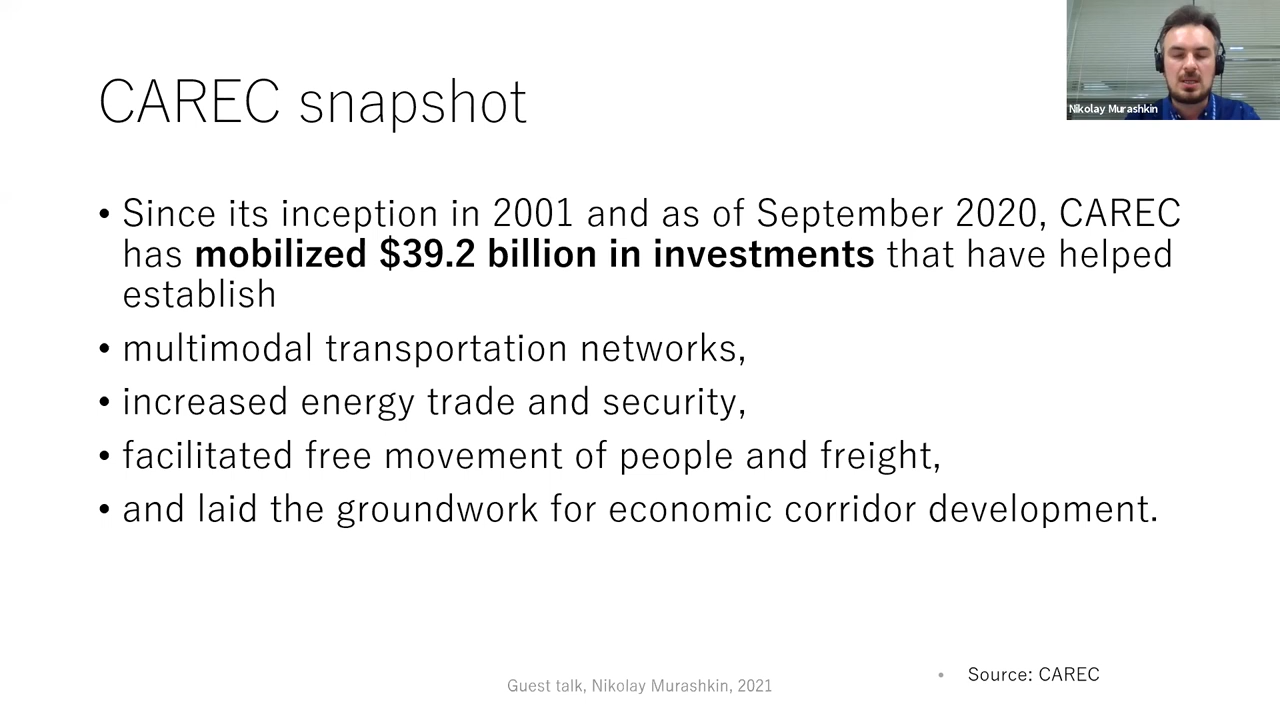 CAREC snapshot
Nikolay Murashkin
• Since its inception in 2001 and as of September 2020, CAREC
has mobilized $39.2 billion in investments that have helped
establish
• multimodal transportation networks,
• increased energy trade and security,
• facilitated free movement of people and freight,
• and laid the groundwork for economic corridor development.
• Source: CAREC
Guest talk, Nikolay Murashkin, 2021